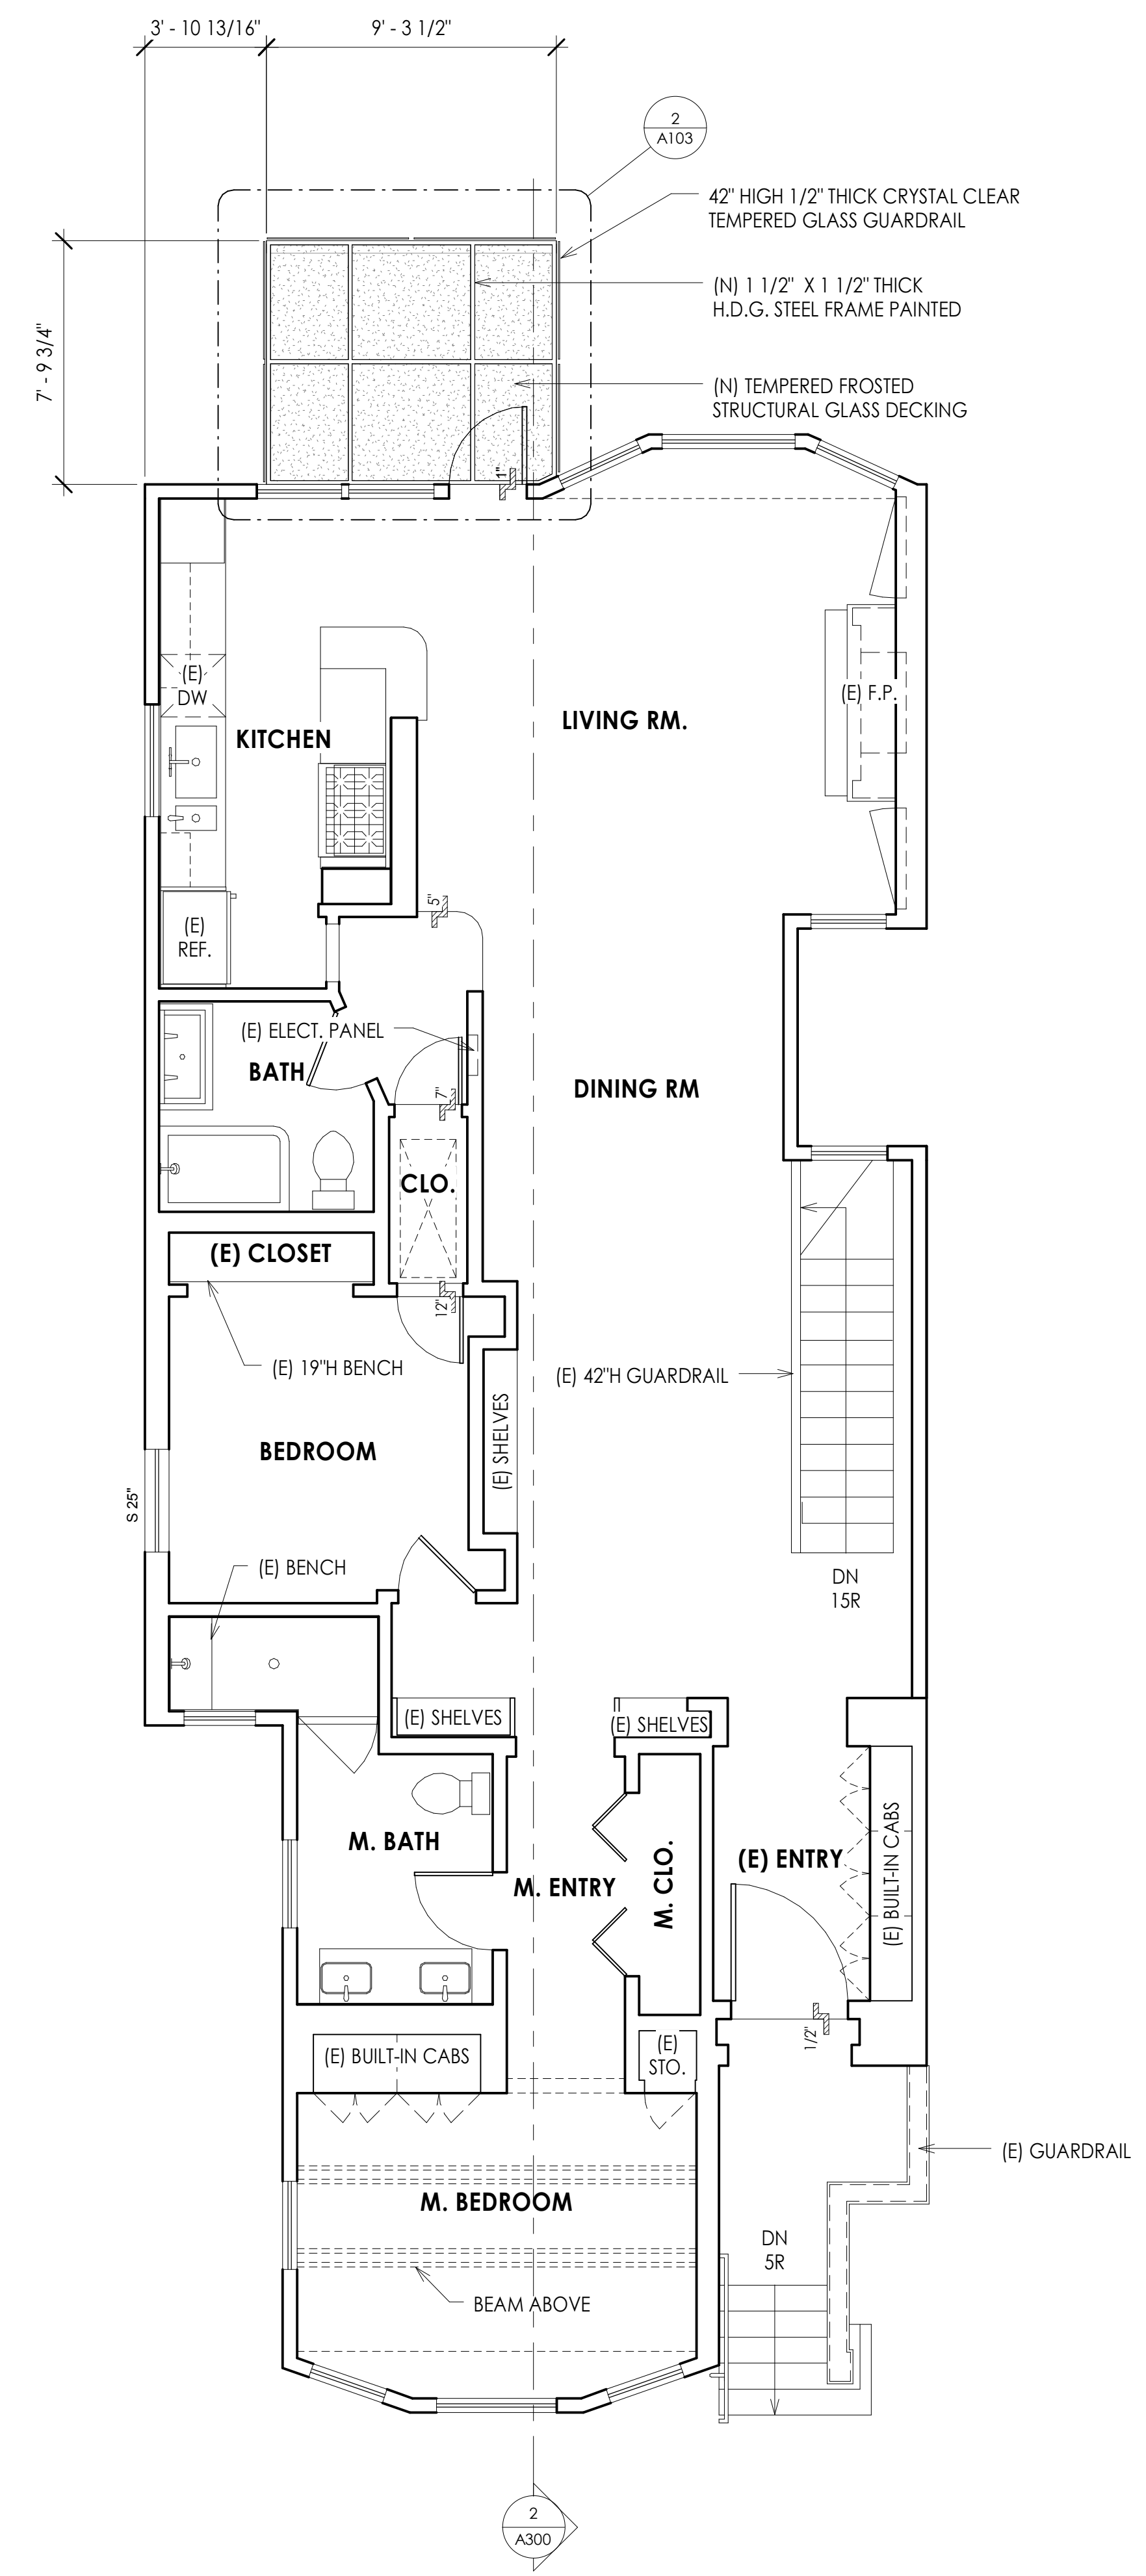 3' - 10 13/16"
9' - 3 1/2"
2
A103
42" HIGH 1/2" THICK CRYSTAL CLEAR
TEMPERED GLASS GUARDRAIL
(N) 1 1/2" X 1 1/2" THICK
H.D.G. STEEL FRAME PAINTED
7' - 9 3/4"
(N) TEMPERED FROSTED
STRUCTURAL GLASS DECKING
1"
(E)
DW
KITCHEN
LIVING RM.
(E) F.P.
(E)
REF.
5"
(E) ELECT. PANEL
BATH
7"
DINING RM
CLO.
(E) CLOSET
12"
(E) 19"H BENCH
(E) 42"H GUARDRAIL
(E) SHELVES
BEDROOM
S 25"
(E) BENCH
DN
15R
(E) SHELVES
(E) SHELVES
M. BATH
M. ENTRY
M. CLO.
(E) ENTRY
(E) BUILT-IN CABS
1/2"
(E) BUILT-IN CABS
(E)
STO.
(E) GUARDRAIL
M. BEDROOM
DN
5R
BEAM ABOVE
2
A300